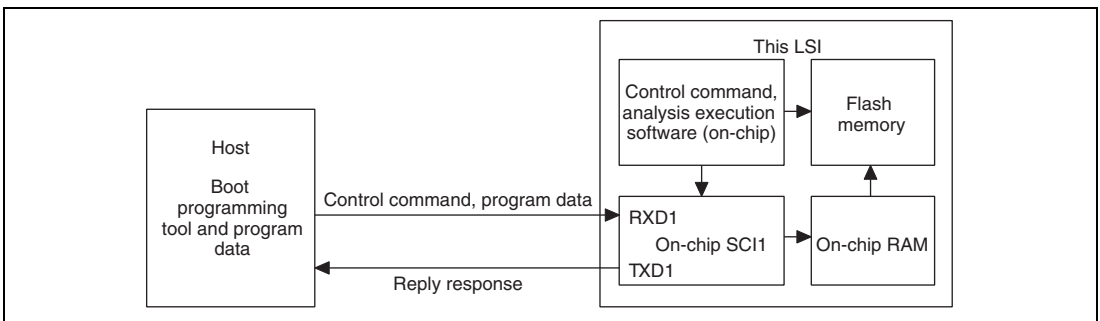 Host
Boot
programming
tool and program
data
Control command, program data
Reply response
This LSI
Control command,
analysis execution
software (on-chip)
Flash
memory
RXD1
On-chip SCI1
TXD1
On-chip RAM